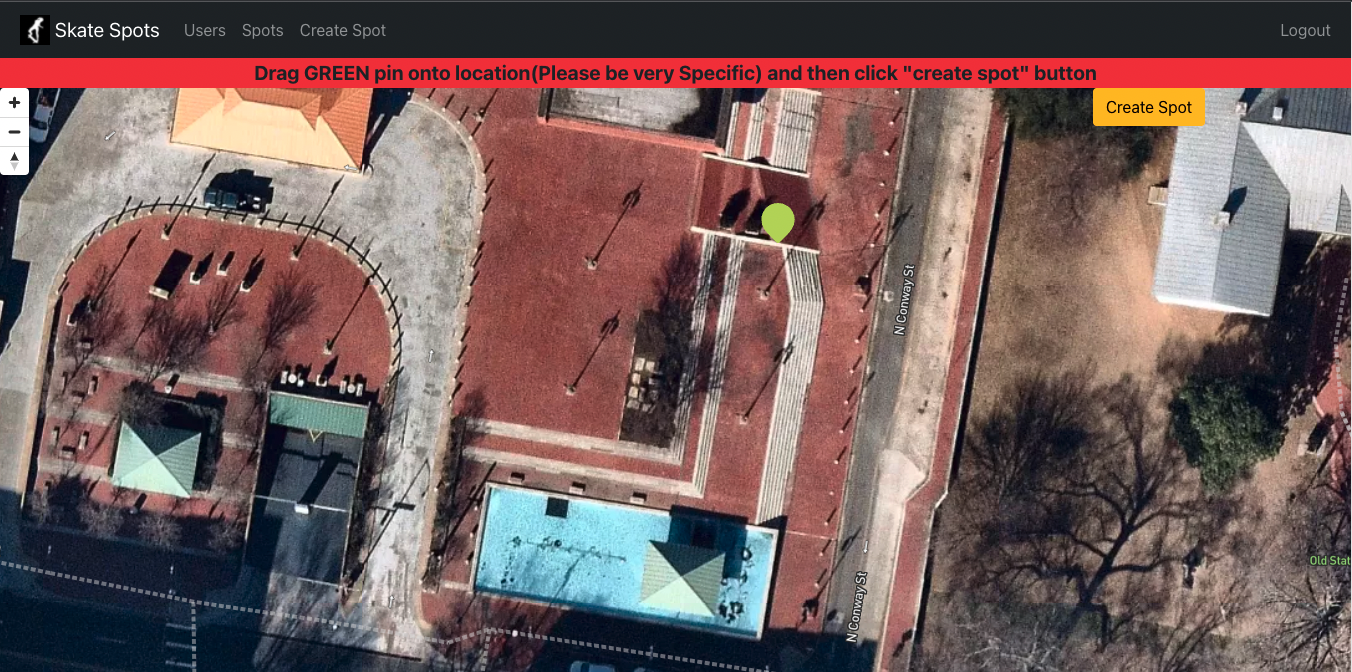 Skate Spots Users Spots Create Spot Logout
Drag GREEN pin onto location(Please be very Specific) and then click "create spot" button
Create Spot
N Conway St
Old Stat
N Conway St